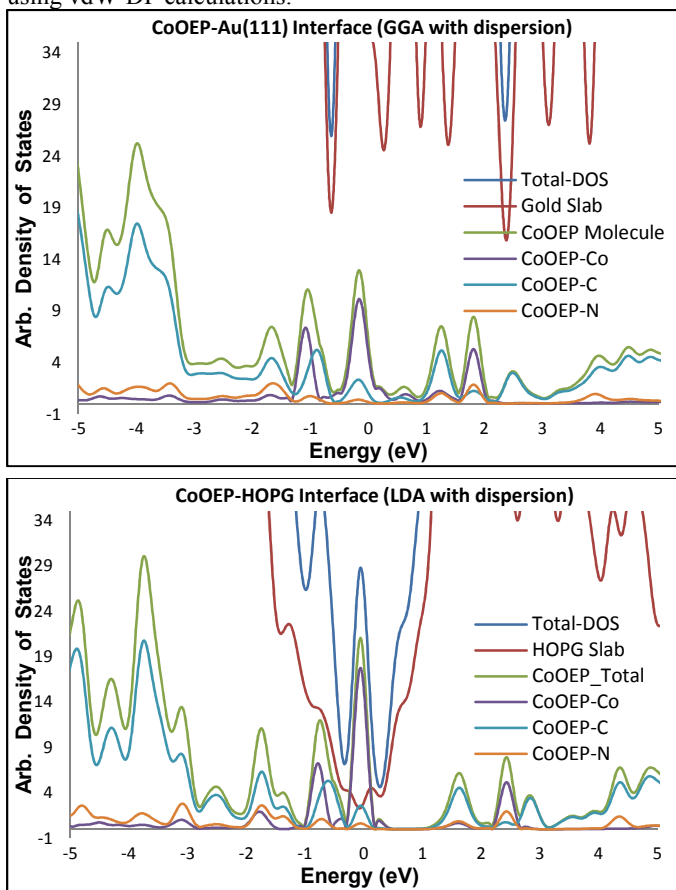 using vdW-DF calculations.
CoOEP-Au(111) Interface (GGA with dispersion)
34
29
24
19
14
9
4
-1
Arb. Density of States
Total-DOS
Gold Slab
CoOEP Molecule
CoOEP-Co
CoOEP-C
CoOEP-N
-5 -4 -3 -2 -1 0 1 2 3 4 5
Energy (eV)
CoOEP-HOPG Interface (LDA with dispersion)
34
29
24
19
14
9
4
-1
Arb. Density of States
Total-DOS
HOPG Slab
CoOEP_Total
CoOEP-Co
CoOEP-C
CoOEP-N
-5 -4 -3 -2 -1 0 1 2 3 4 5
Energy (eV)